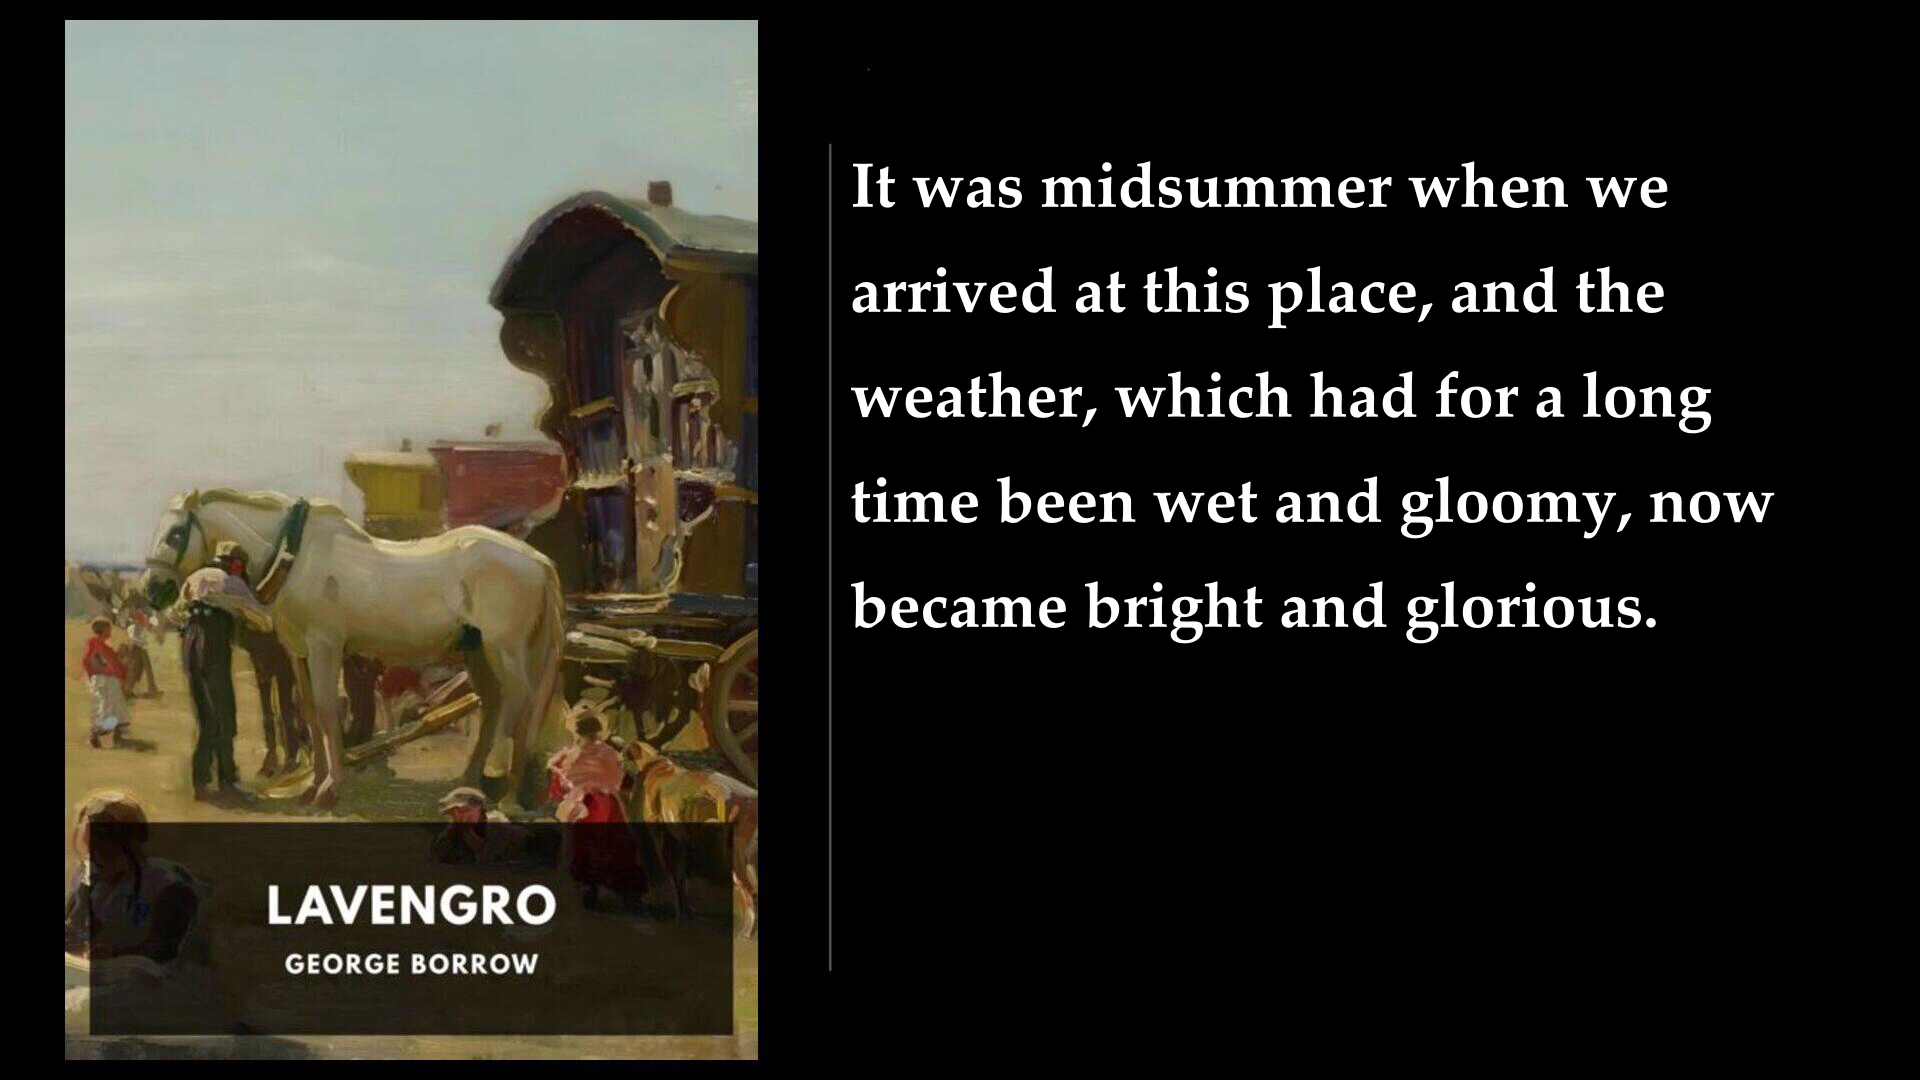 It was midsummer when we
arrived at this place, and the
weather, which had for a long
time been wet and gloomy, now
became bright and glorious.
LAVENGRO
GEORGE BORROW